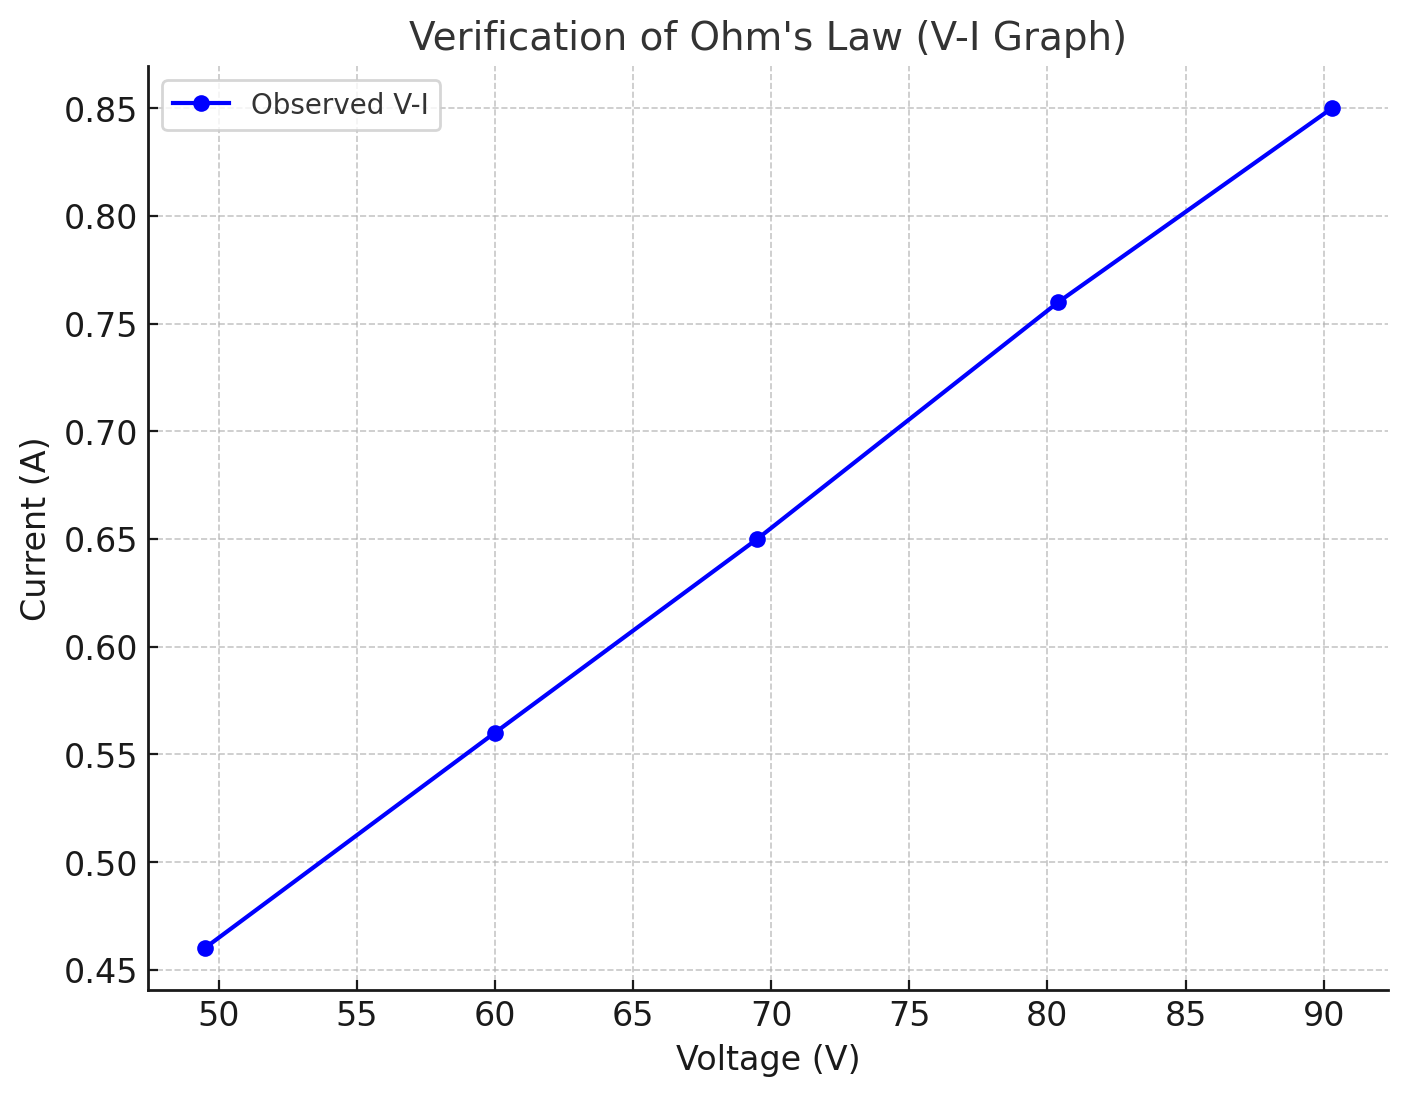 Verification of Ohm's Law (V-I Graph)
Observed V-I
0.85
0.80
0.75
0.70
0.65
0.60
0.55
0.50
0.45
Current (A)
50 55 60 65 70 75 80 85 90
Voltage (V)